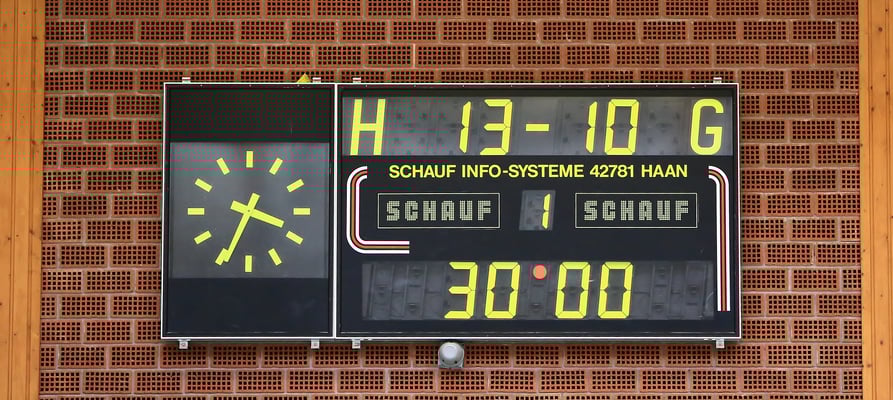 H 13-10 G
SCHAUF INFO-SYSTEME 42781 HAAN
SCHAUF 1 SCHAUF
30:00